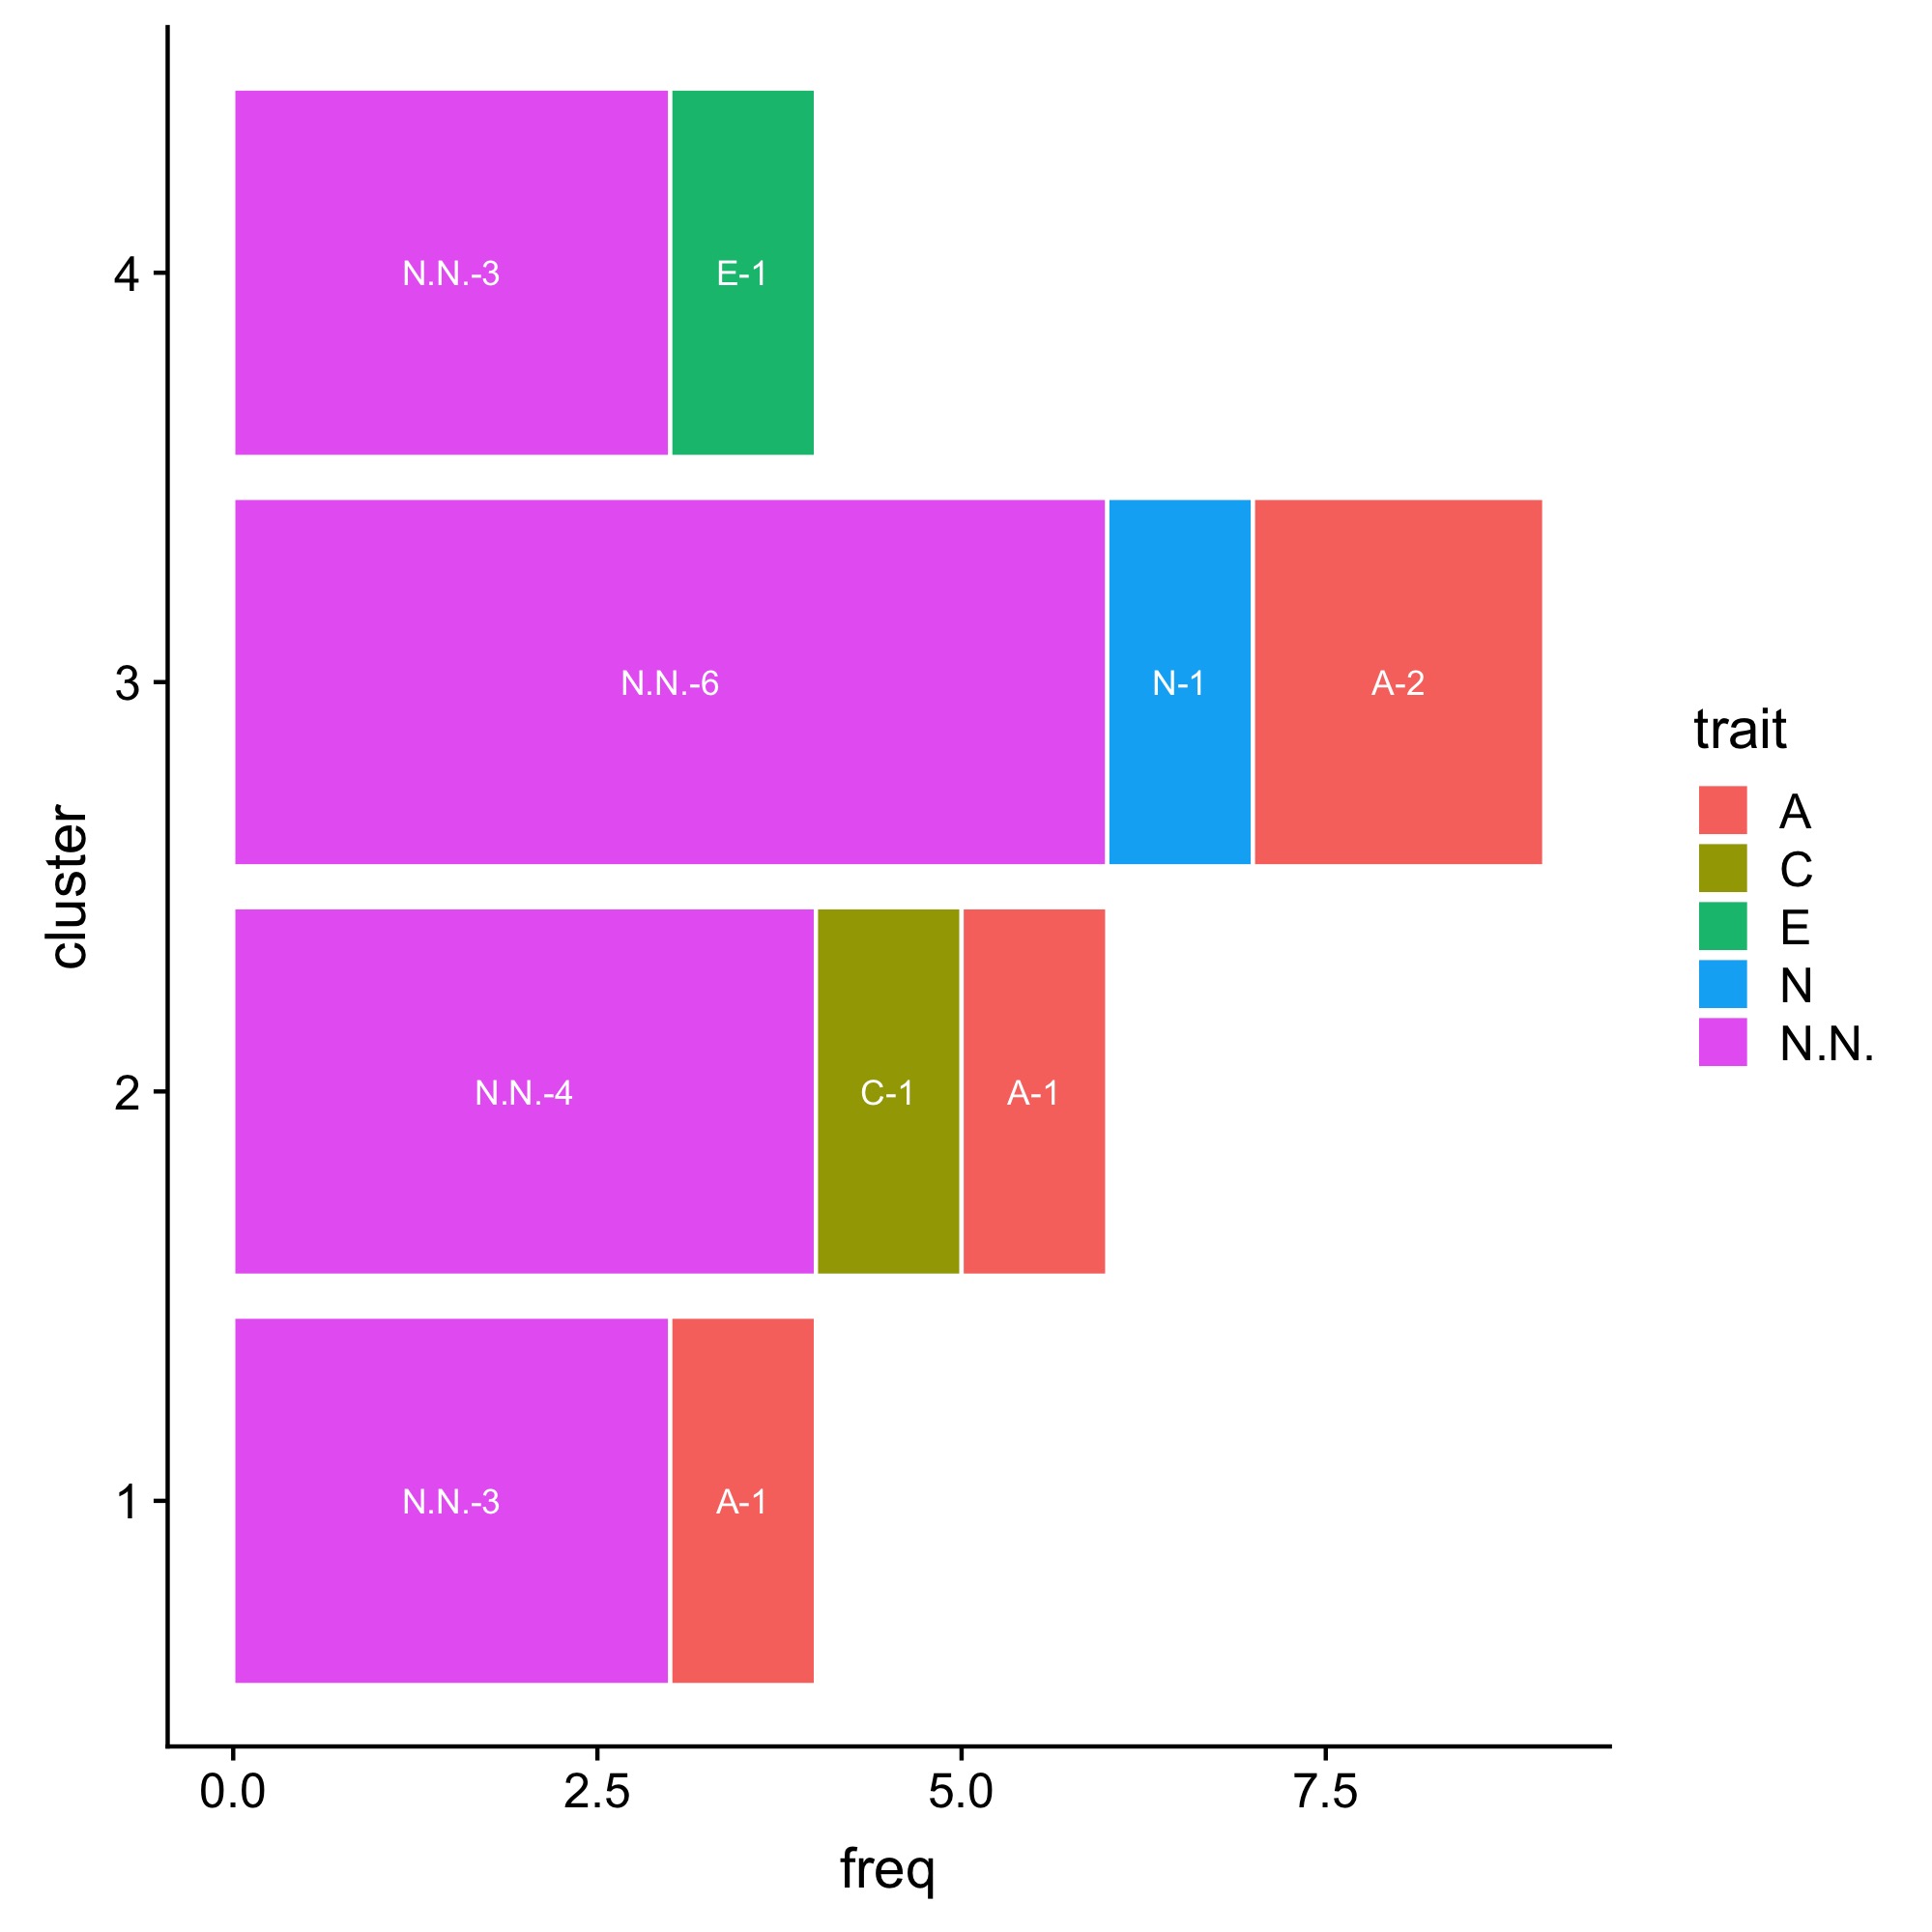 4
N.N.-3
E-1
3
N.N.-6
N-1
A-2
2
N.N.-4
C-1
A-1
1
N.N.-3
A-1
cluster
0.0
2.5
5.0
7.5
freq
trait
A
C
E
N
N.N.